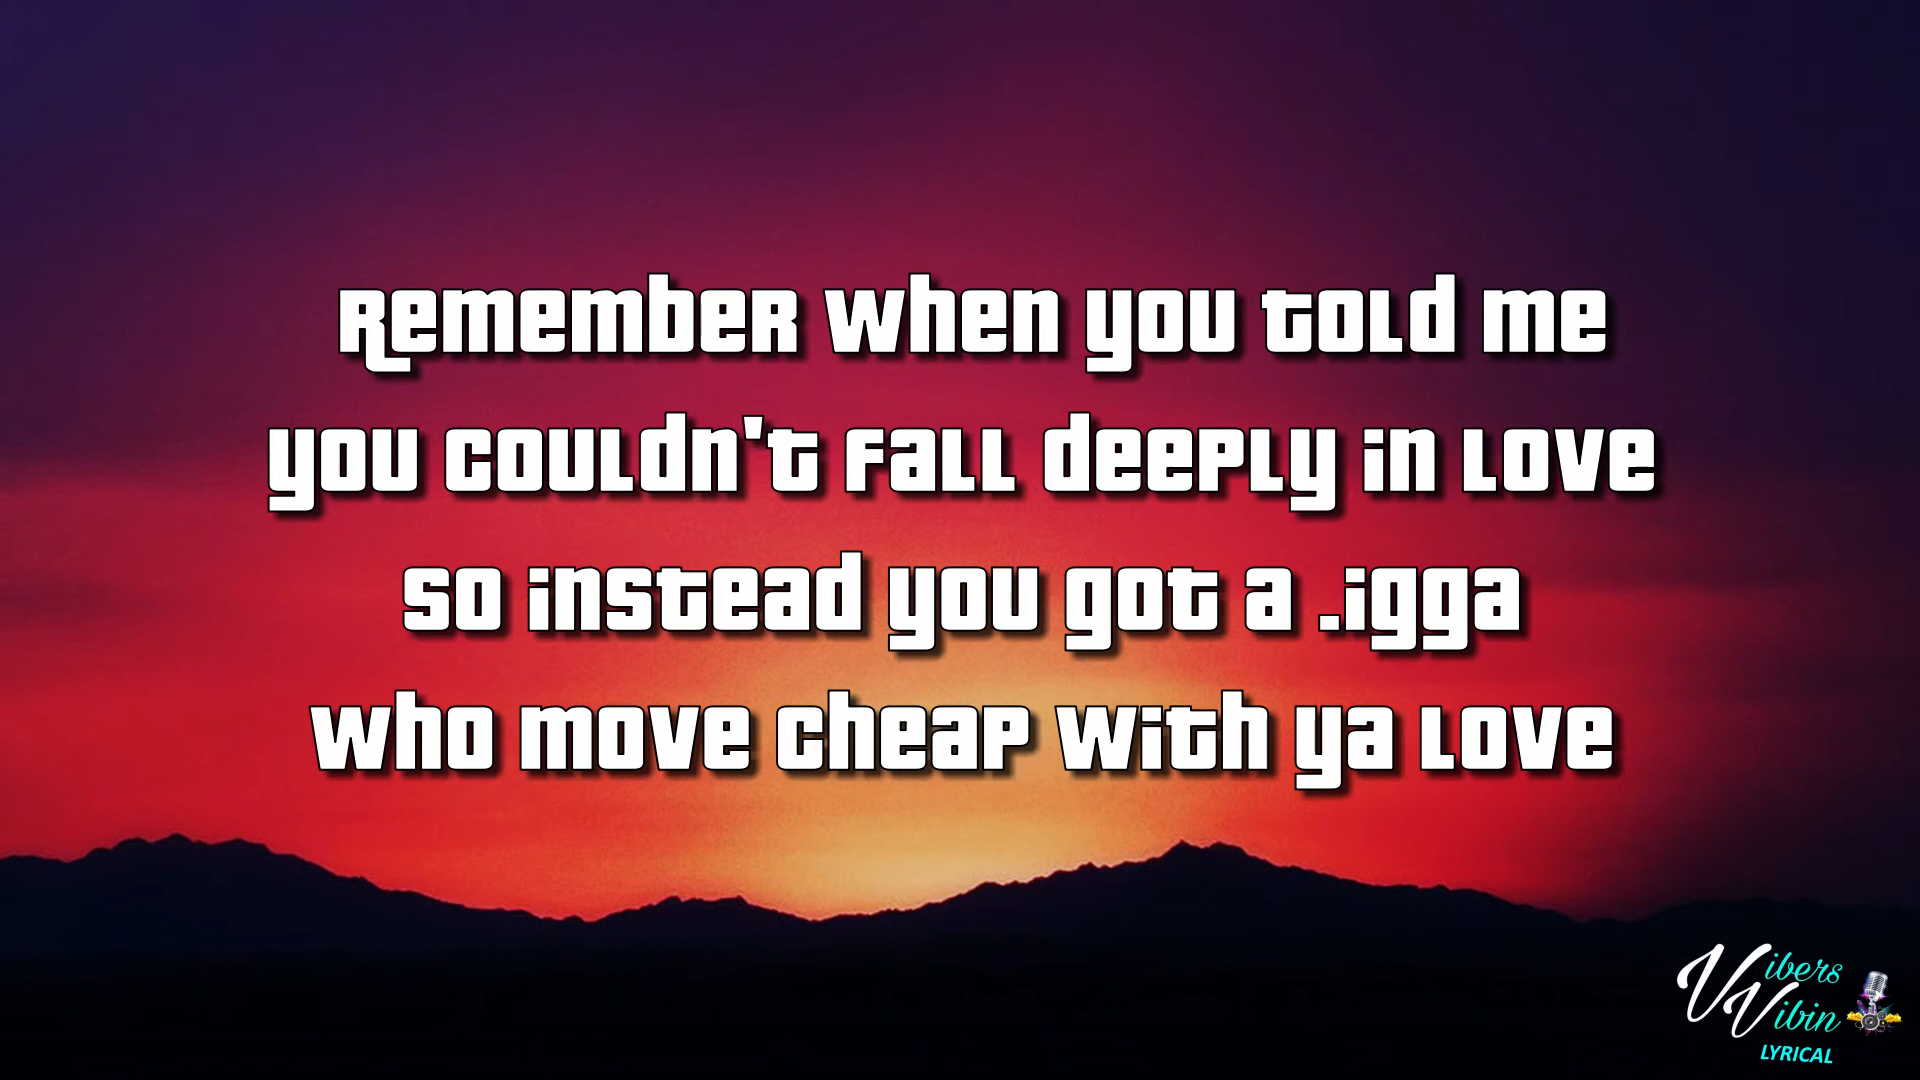 Remember when you told me
you couldn't fall deeply in love
so instead you got a .igga
who move cheap with ya love
Vibers
Vibin
LYRICAL